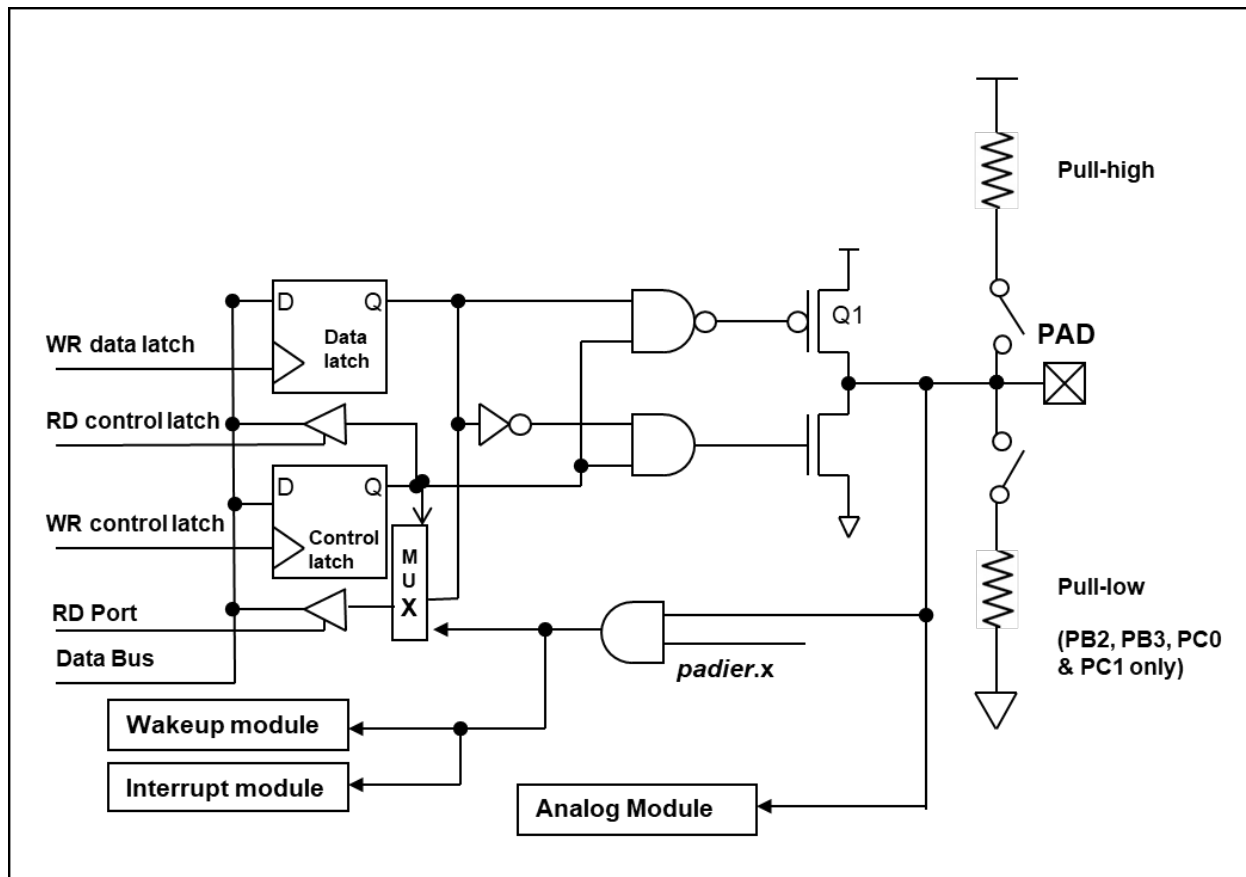 Pull-high
D
Q
Data
latch
Q1
PAD
WR data latch
RD control latch
D
Q
Control
latch
WR control latch
M
U
X
RD Port
Data Bus
padier.x
Pull-low
(PB2, PB3, PC0
& PC1 only)
Wakeup module
Interrupt module
Analog Module